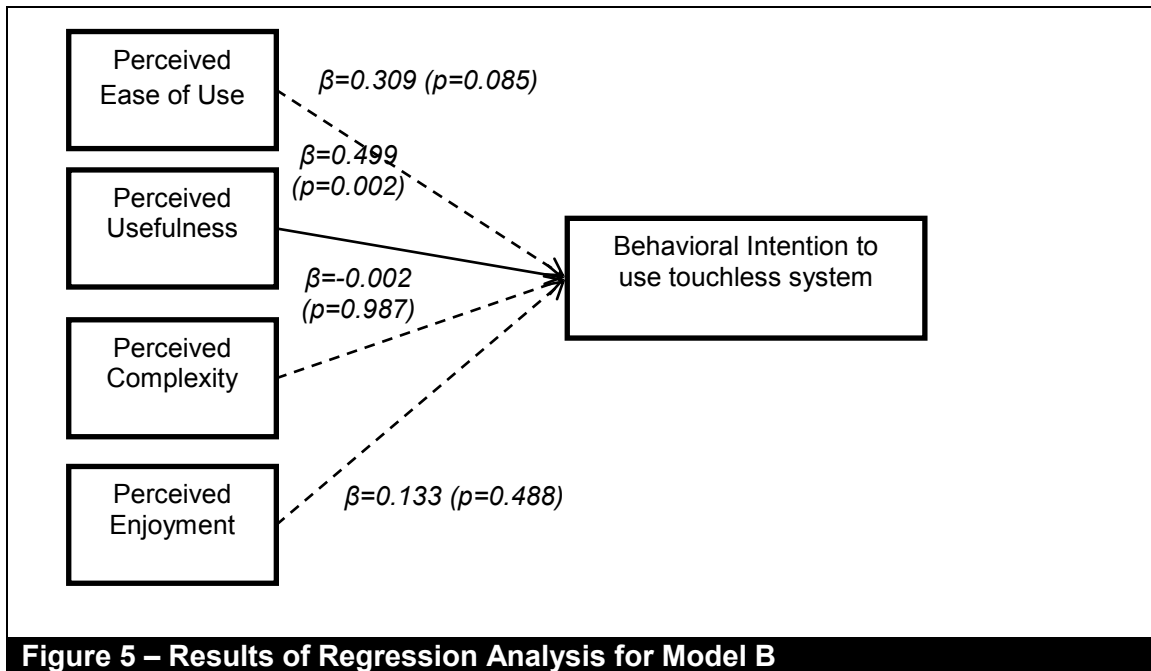 Perceived
Ease of Use
β=0.309 (p=0.085)
β=0.499
(p=0.002)
Perceived
Usefulness
Behavioral Intention to
use touchless system
β=-0.002
(p=0.987)
Perceived
Complexity
Perceived
Enjoyment
β=0.133 (p=0.488)
Figure 5 – Results of Regression Analysis for Model B